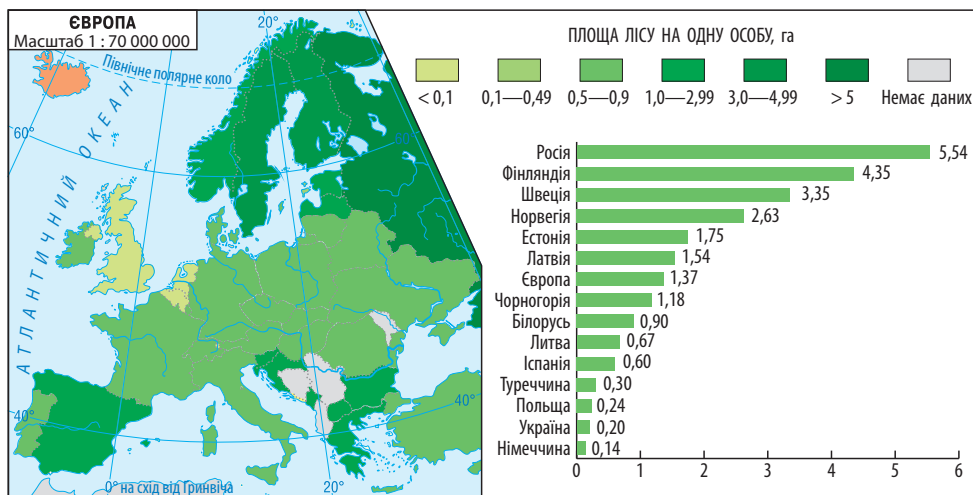 ЄВРОПА
Масштаб 1 : 70 000 000
20°
Північне полярне коло
60°
60°
АТЛАНТИЧНИЙ ОКЕАН
40°
40°
0° на схід від Гринвіча
20°
ПЛОЩА ЛІСУ НА ОДНУ ОСОБУ, га
< 0,1
0,1—0,49
0,5—0,9
1,0—2,99
3,0—4,99
> 5
Немає даних
Росія 5,54
Фінляндія 4,35
Швеція 3,35
Норвегія 2,63
Естонія 1,75
Латвія 1,54
Європа 1,37
Чорногорія 1,18
Білорусь 0,90
Литва 0,67
Іспанія 0,60
Туреччина 0,30
Польща 0,24
Україна 0,20
Німеччина 0,14
0 1 2 3 4 5 6